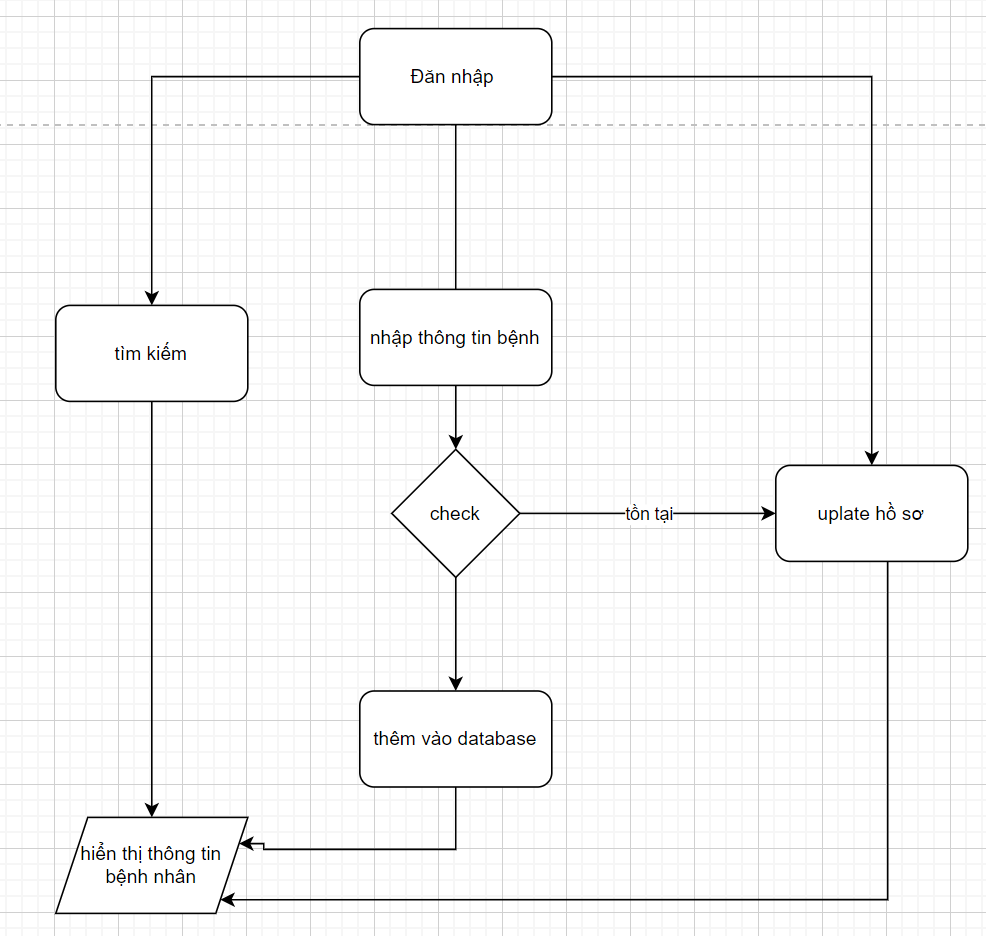 Đăn nhập
nhập thông tin bệnh
tìm kiếm
check
tồn tại
uplate hồ sơ
thêm vào database
hiển thị thông tin
bệnh nhân